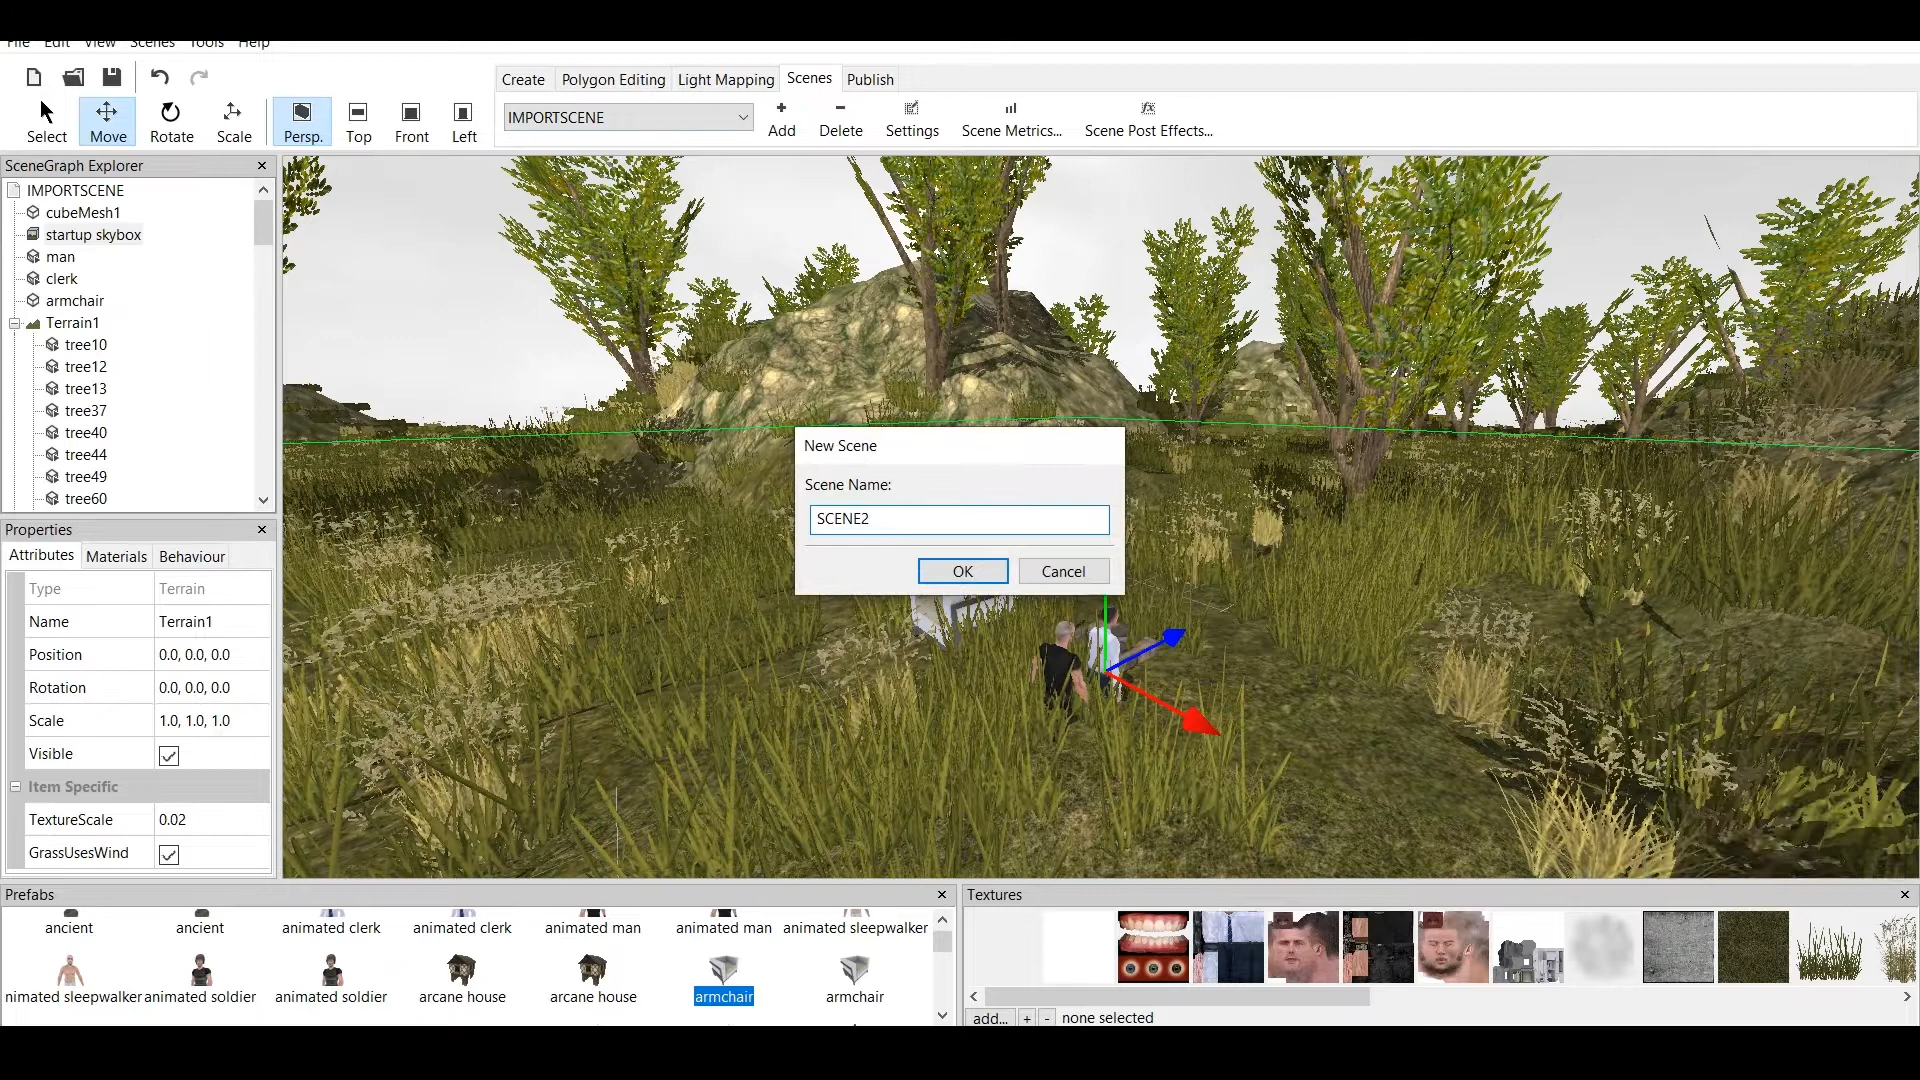 File Edit View Scenes Tools Help
Create Polygon Editing Light Mapping Scenes Publish
Select Move Rotate Scale Persp. Top Front Left
IMPORTSCENE
Add Delete Settings Scene Metrics... Scene Post Effects...
SceneGraph Explorer
IMPORTSCENE
cubeMesh1
startup skybox
man
clerk
armchair
Terrain1
tree10
tree12
tree13
tree37
tree40
tree44
tree49
tree60
New Scene
Scene Name:
SCENE2
OK Cancel
Properties
Attributes Materials Behaviour
Type Terrain
Name Terrain1
Position 0.0, 0.0, 0.0
Rotation 0.0, 0.0, 0.0
Scale 1.0, 1.0, 1.0
Visible
Item Specific
TextureScale 0.02
GrassUsesWind
Prefabs
ancient ancient animated clerk animated clerk animated man animated man animated sleepwalker
nimated sleepwalker animated soldier animated soldier arcane house arcane house armchair armchair
Textures
add... + - none selected